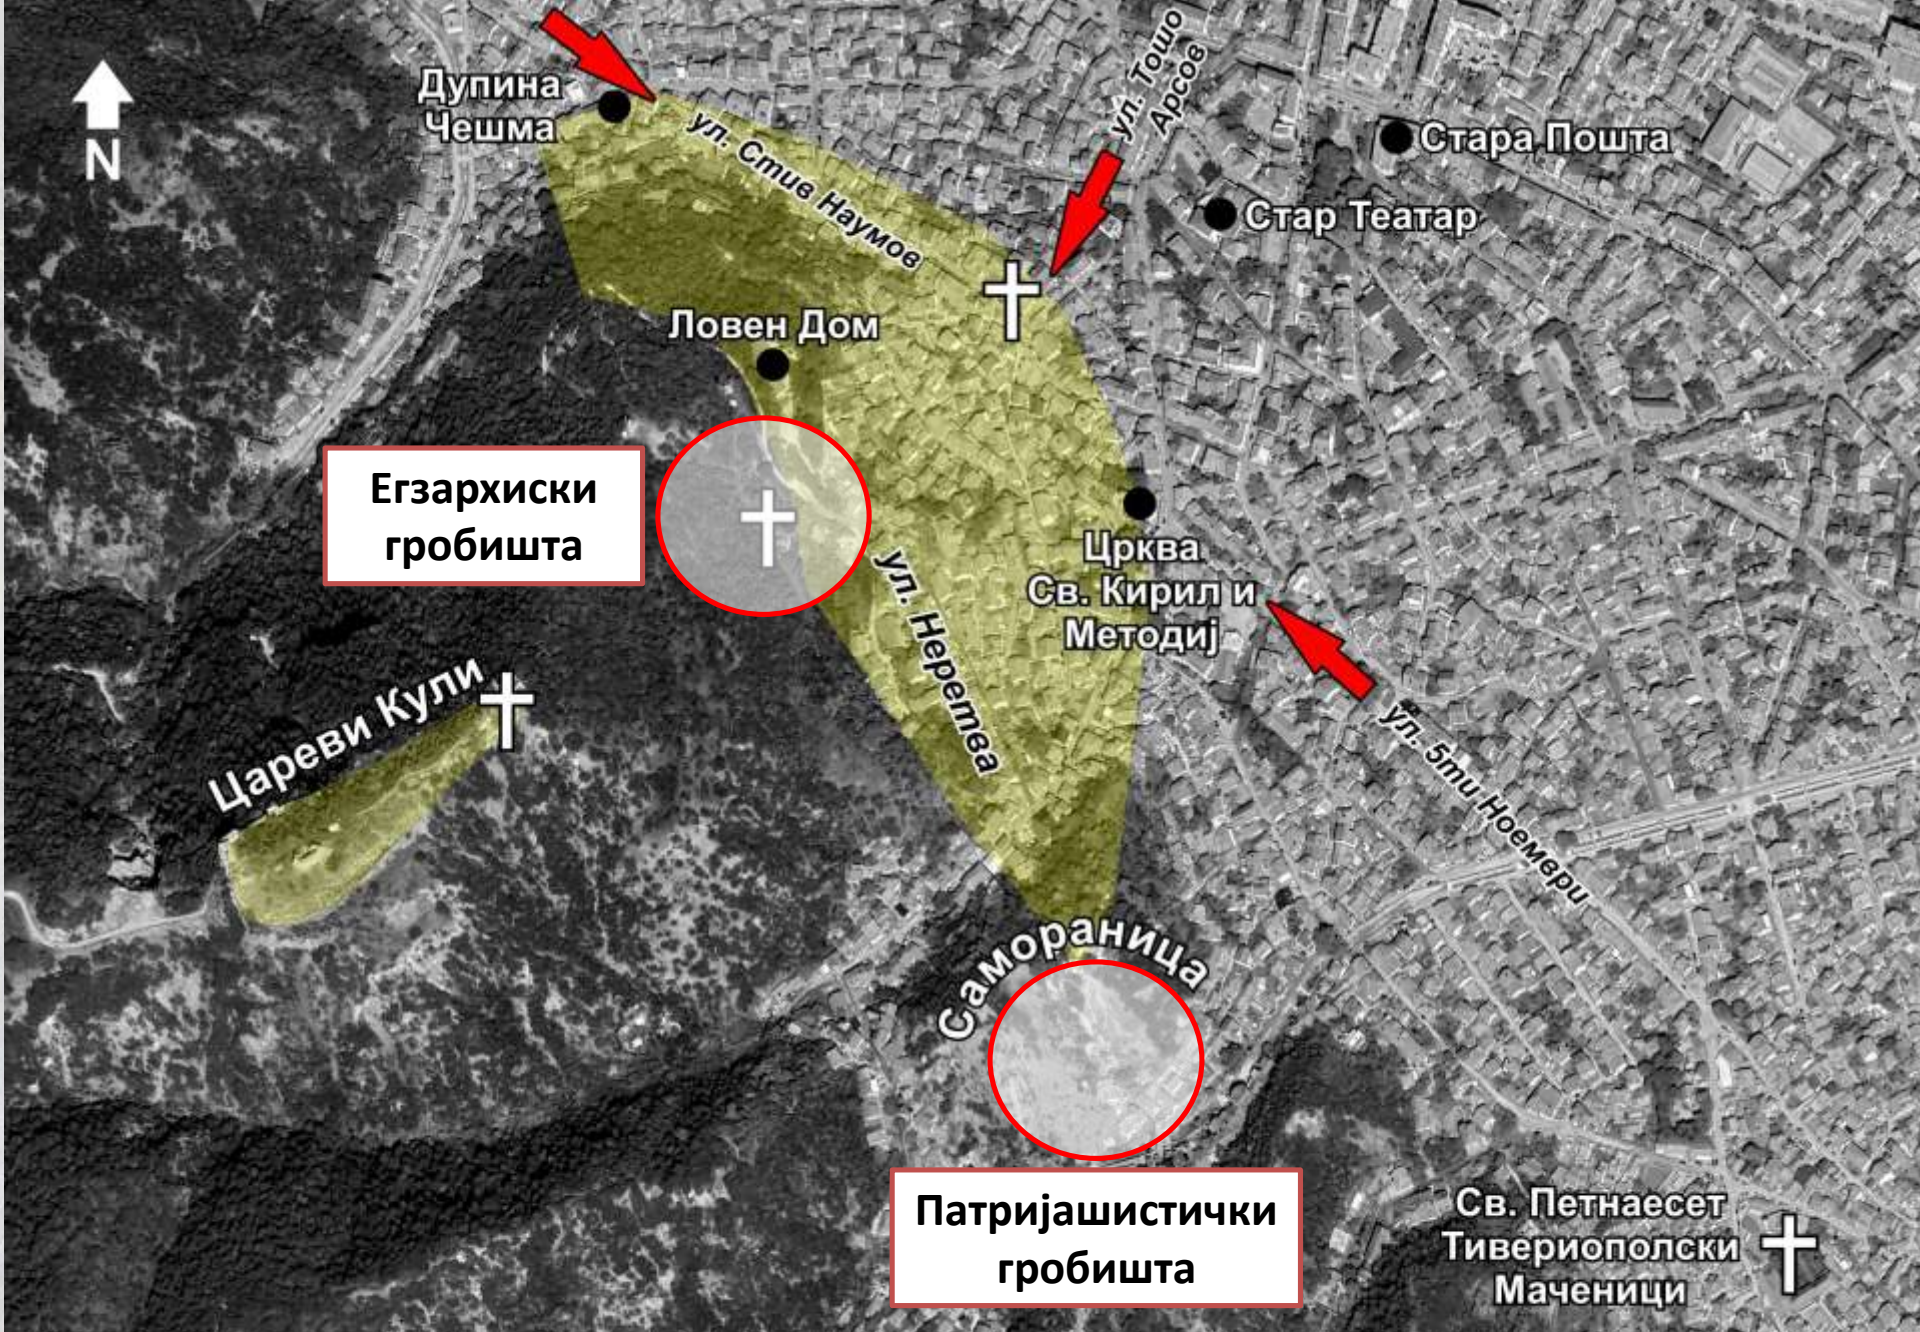 N
Дупина
Чешма
ул. Стив Наумов
ул. Тошо
Арсов
Стара Пошта
Стар Театар
Ловен Дом
Егзархиски
гробишта
Црква
Св. Кирил и
Методиј
ул. Неретва
Цареви Кули
ул. 5ти Ноември
Самораница
Патријашистички
гробишта
Св. Петнаесет
Тивериополски
Маченици